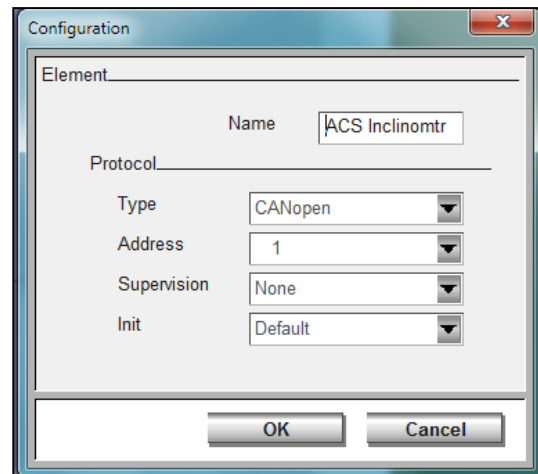 Configuration
x
Element
Name ACS Inclinomtr
Protocol
Type CANopen
Address 1
Supervision None
Init Default
OK Cancel